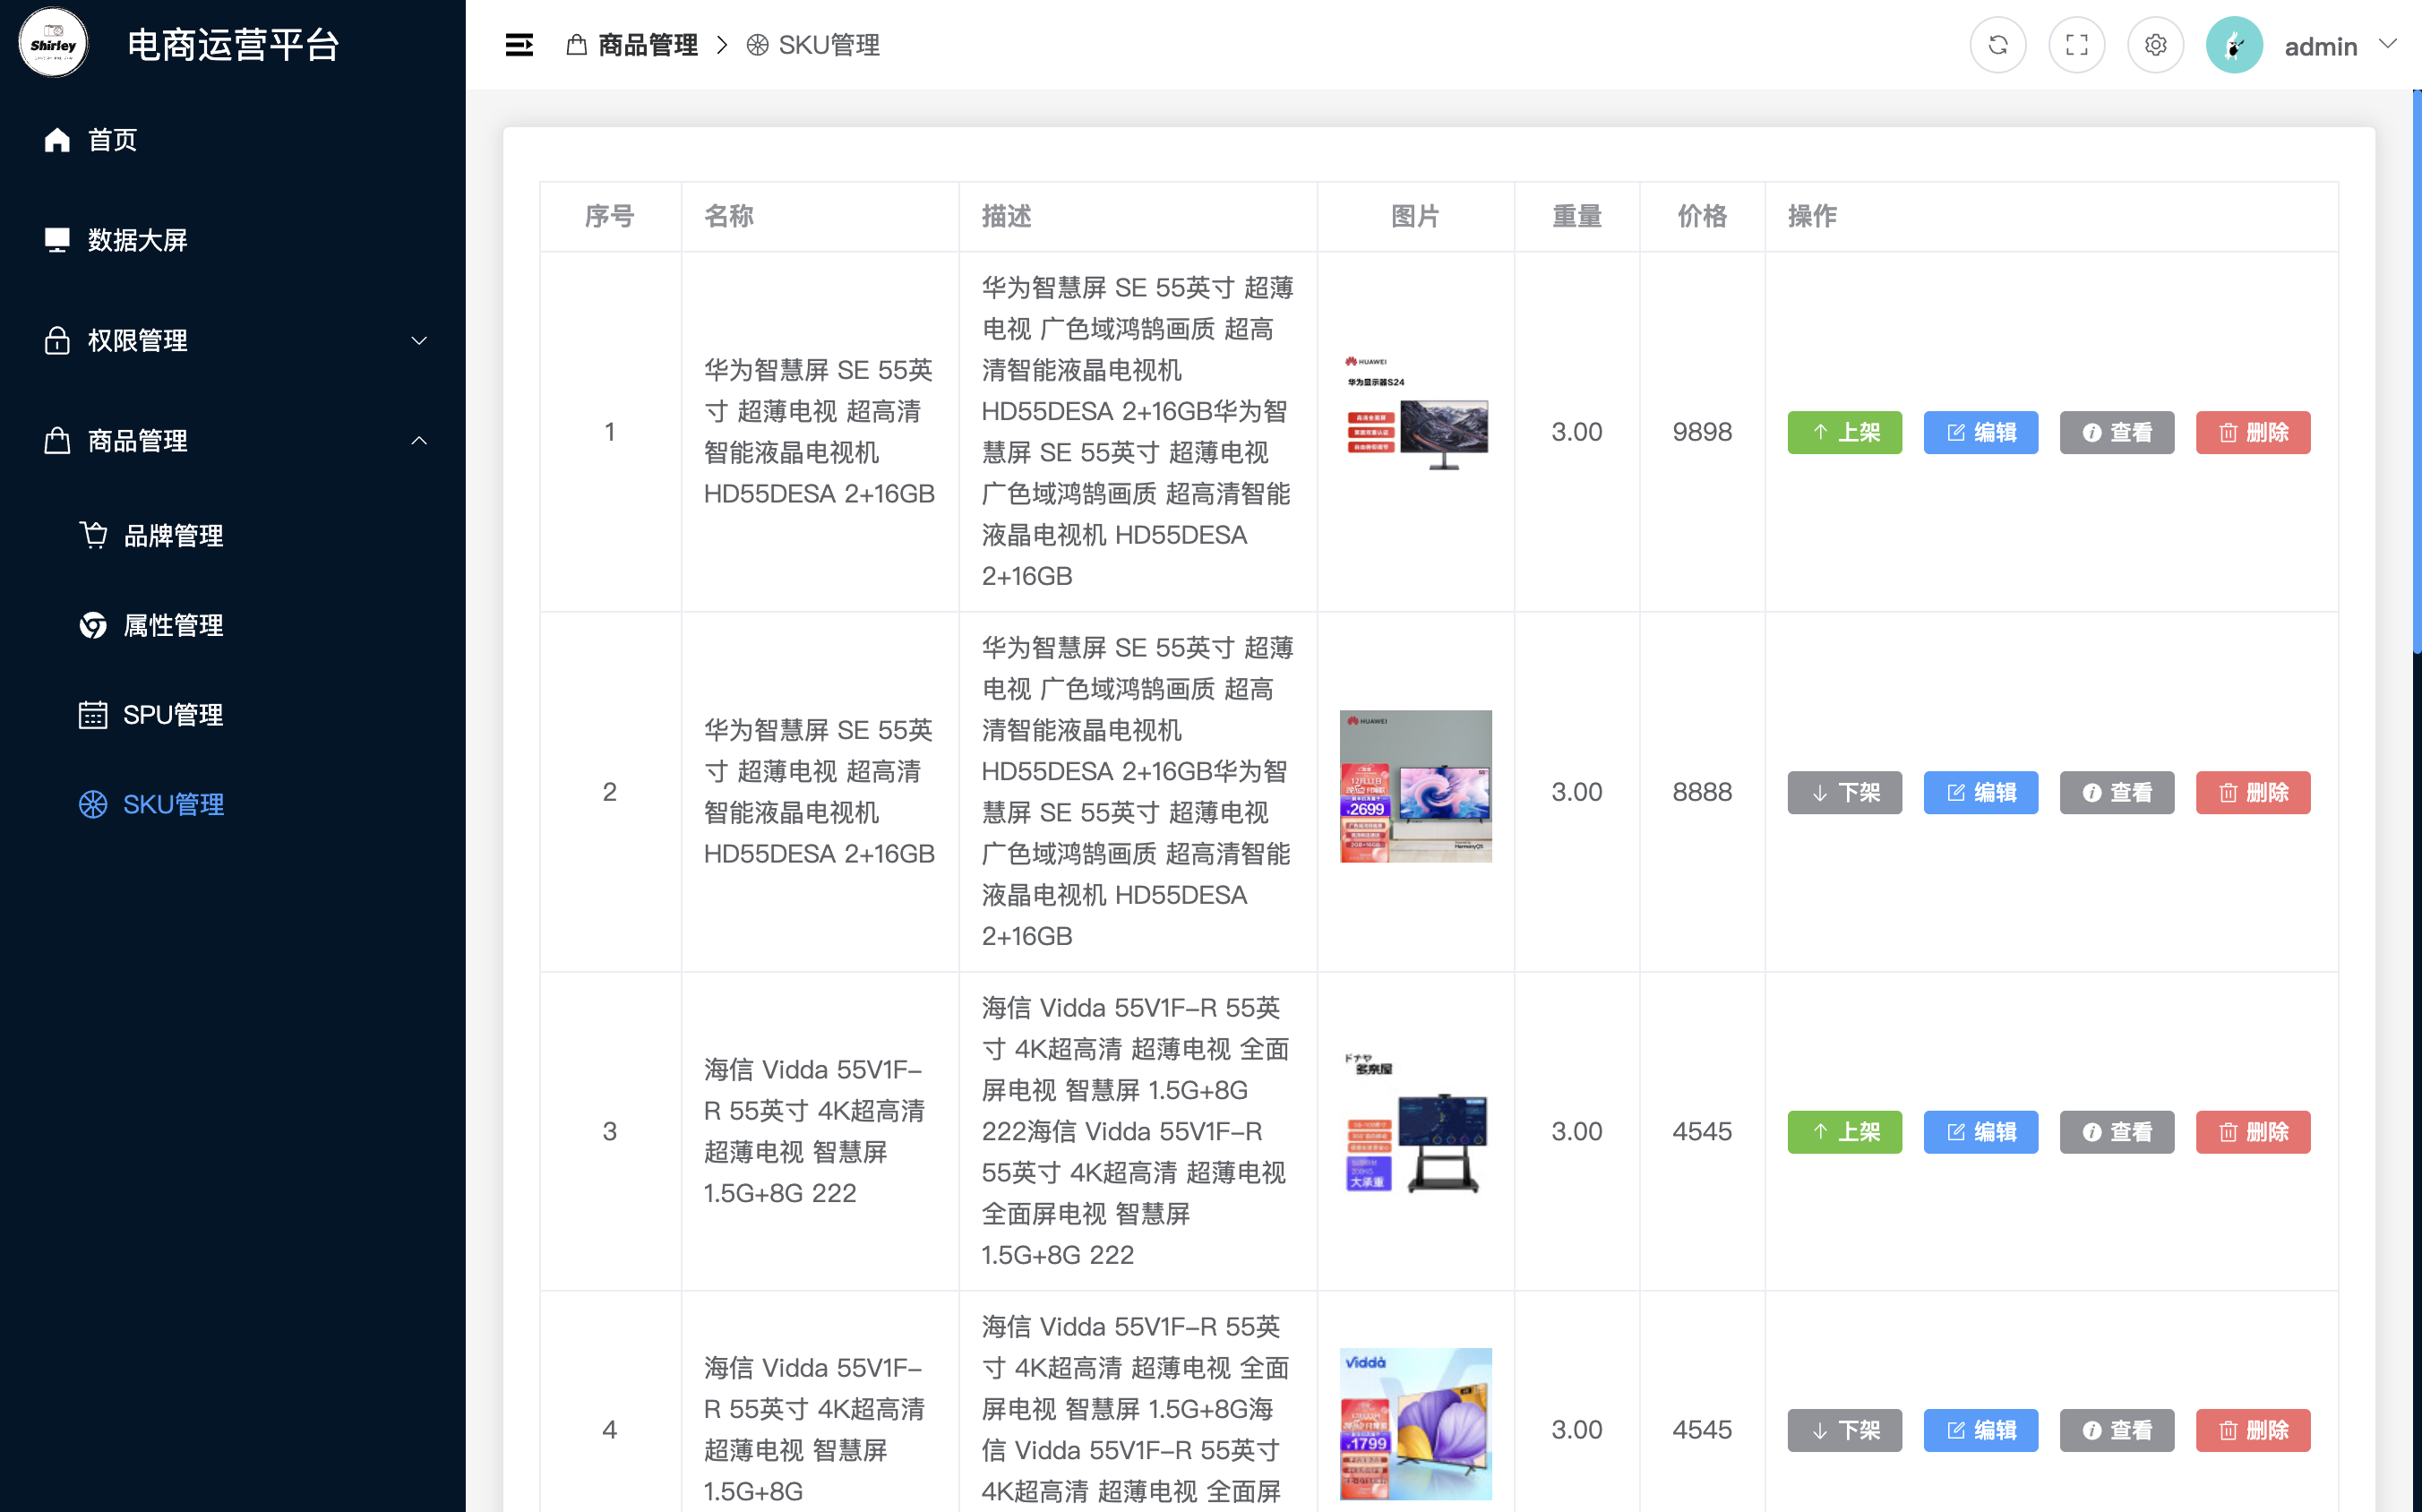 Shirley
电商运营平台
首页
数据大屏
权限管理
商品管理
品牌管理
属性管理
SPU管理
SKU管理
商品管理
SKU管理
admin
序号 名称 描述 图片 重量 价格 操作
1
华为智慧屏 SE 55英
寸 超薄电视 超高清
智能液晶电视机
HD55DESA 2+16GB
华为智慧屏 SE 55英寸 超薄
电视 广色域鸿鹄画质 超高
清智能液晶电视机
HD55DESA 2+16GB华为智
慧屏 SE 55英寸 超薄电视
广色域鸿鹄画质 超高清智能
液晶电视机 HD55DESA
2+16GB
HUAWEI
华为显示器S24
3.00
9898
上架 编辑 查看 删除
2
华为智慧屏 SE 55英
寸 超薄电视 超高清
智能液晶电视机
HD55DESA 2+16GB
华为智慧屏 SE 55英寸 超薄
电视 广色域鸿鹄画质 超高
清智能液晶电视机
HD55DESA 2+16GB华为智
慧屏 SE 55英寸 超薄电视
广色域鸿鹄画质 超高清智能
液晶电视机 HD55DESA
2+16GB
HUAWEI
¥2699
2GB+16GB
HarmonyOS
3.00
8888
下架 编辑 查看 删除
3
海信 Vidda 55V1F-
R 55英寸 4K超高清
超薄电视 智慧屏
1.5G+8G 222
海信 Vidda 55V1F-R 55英
寸 4K超高清 超薄电视 全面
屏电视 智慧屏 1.5G+8G
222海信 Vidda 55V1F-R
55英寸 4K超高清 超薄电视
全面屏电视 智慧屏
1.5G+8G 222
ドナや
多奈屋
大承重
3.00
4545
上架 编辑 查看 删除
4
海信 Vidda 55V1F-
R 55英寸 4K超高清
超薄电视 智慧屏
1.5G+8G
海信 Vidda 55V1F-R 55英
寸 4K超高清 超薄电视 全面
屏电视 智慧屏 1.5G+8G海
信 Vidda 55V1F-R 55英寸
4K超高清 超薄电视 全面屏
Vidda
¥1799
3.00
4545
下架 编辑 查看 删除